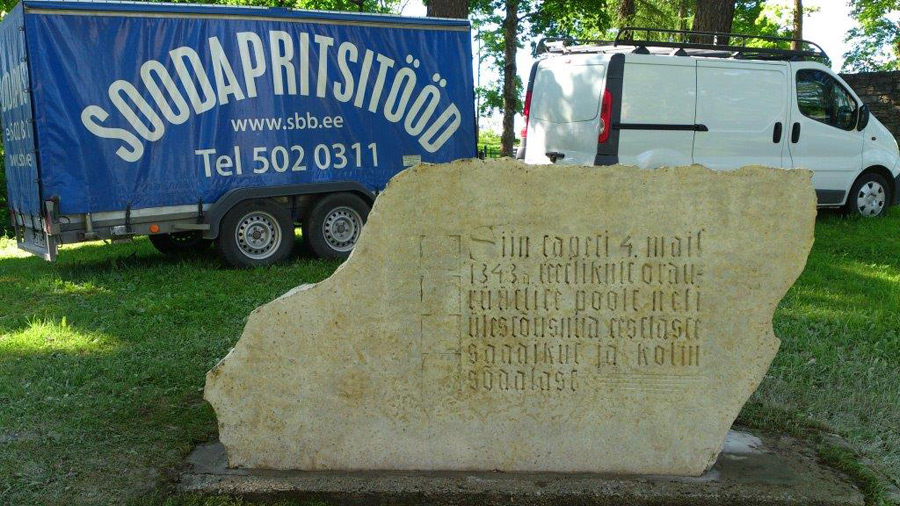 SOODAPRITSITÖÖD
www.sbb.ee
Tel 502 0311
Siin tapeti 4. mail
1343.a reetlikult ordu-
rüütlite poolt neli
ülestõusnud eestlaste
saadikut ja kolm
sõdalast